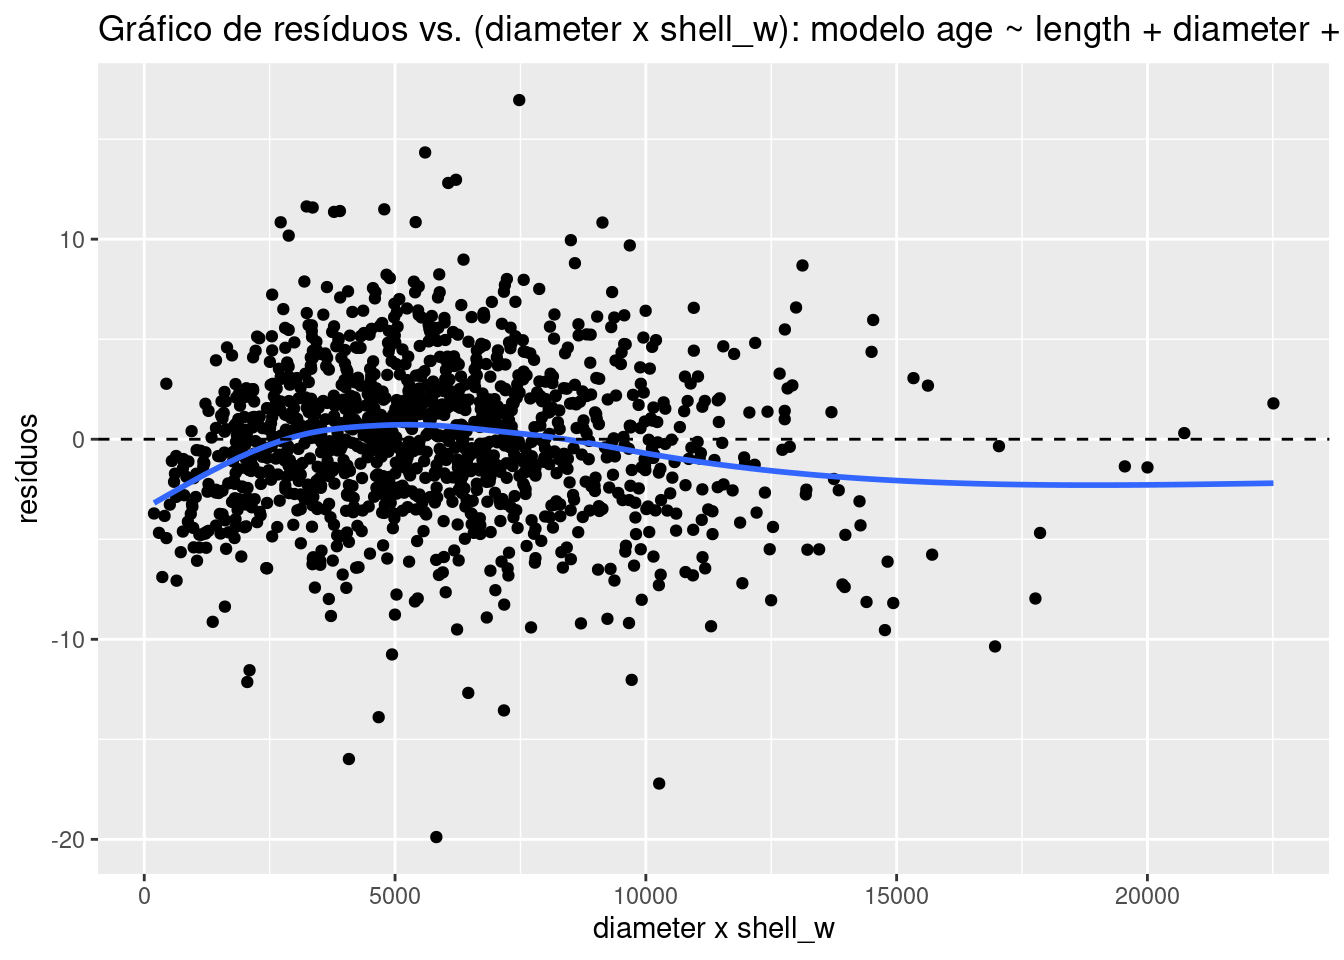 Gráfico de resíduos vs. (diameter x shell_w): modelo age ~ length + diameter +
10
0
-10
-20
resíduos
0 5000 10000 15000 20000
diameter x shell_w